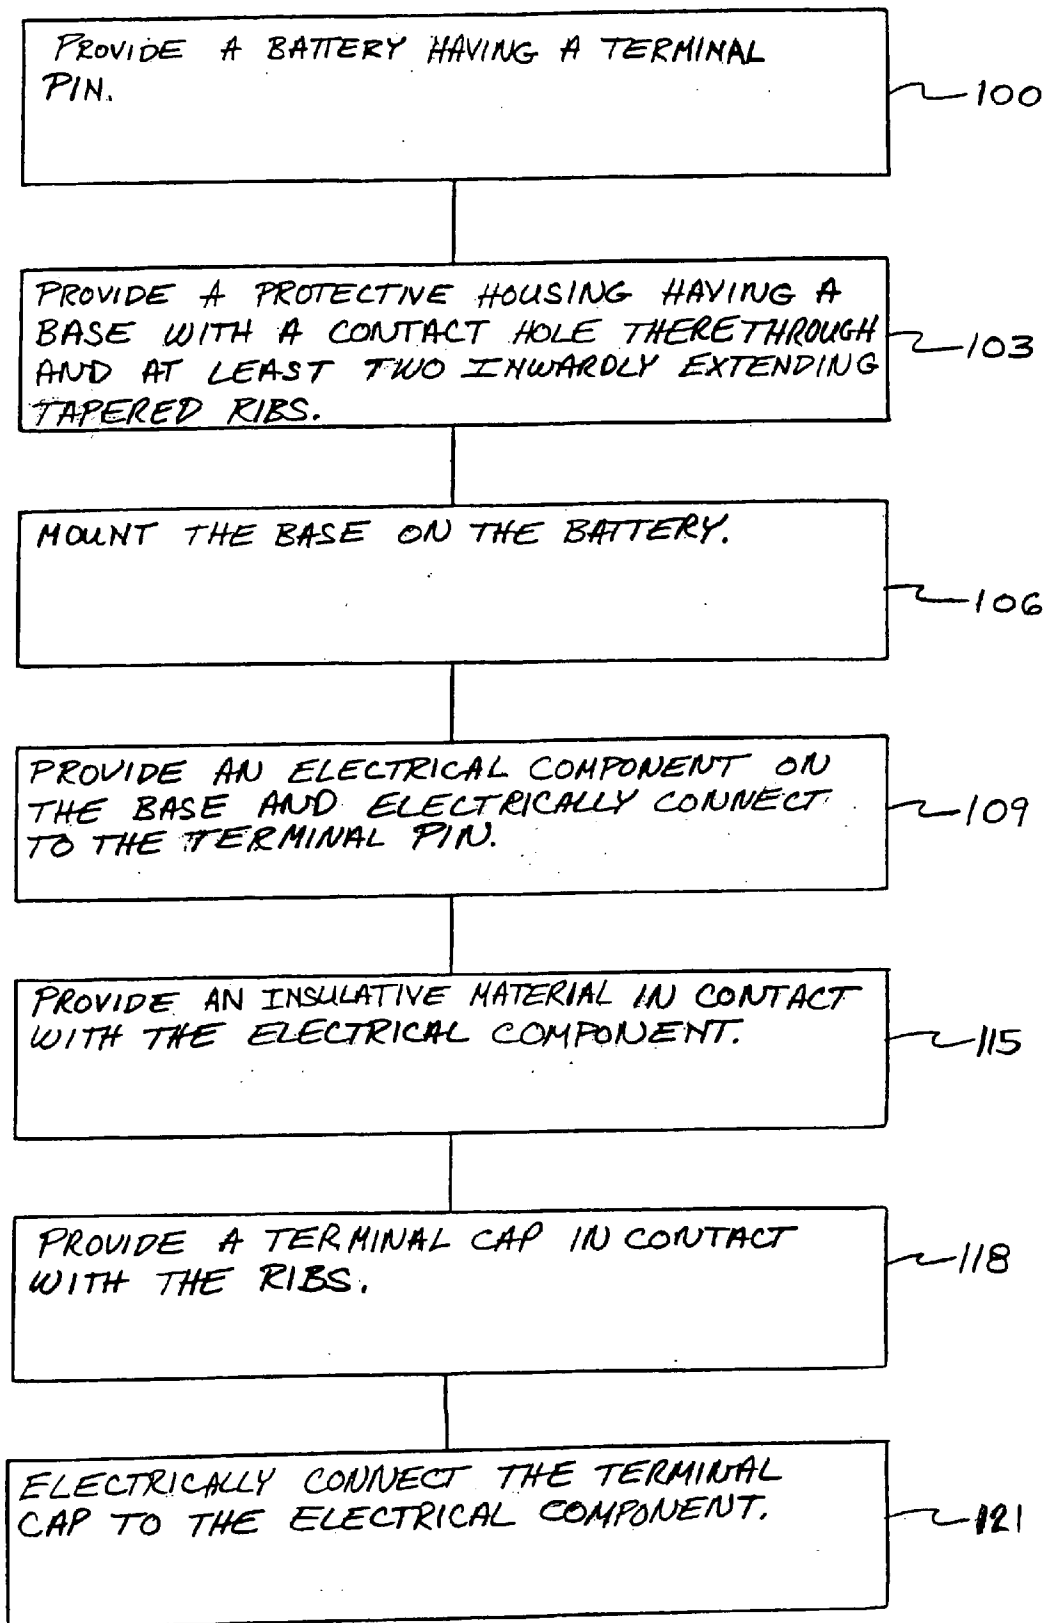 PROVIDE A BATTERY HAVING A TERMINAL
PIN.
100
PROVIDE A PROTECTIVE HOUSING HAVING A
BASE WITH A CONTACT HOLE THERETHROUGH
AND AT LEAST TWO INWARDLY EXTENDING
TAPERED RIBS.
103
MOUNT THE BASE ON THE BATTERY.
106
PROVIDE AN ELECTRICAL COMPONENT ON
THE BASE AND ELECTRICALLY CONNECT
TO THE TERMINAL PIN.
109
PROVIDE AN INSULATIVE MATERIAL IN CONTACT
WITH THE ELECTRICAL COMPONENT.
115
PROVIDE A TERMINAL CAP IN CONTACT
WITH THE RIBS.
118
ELECTRICALLY CONNECT THE TERMINAL
CAP TO THE ELECTRICAL COMPONENT.
121